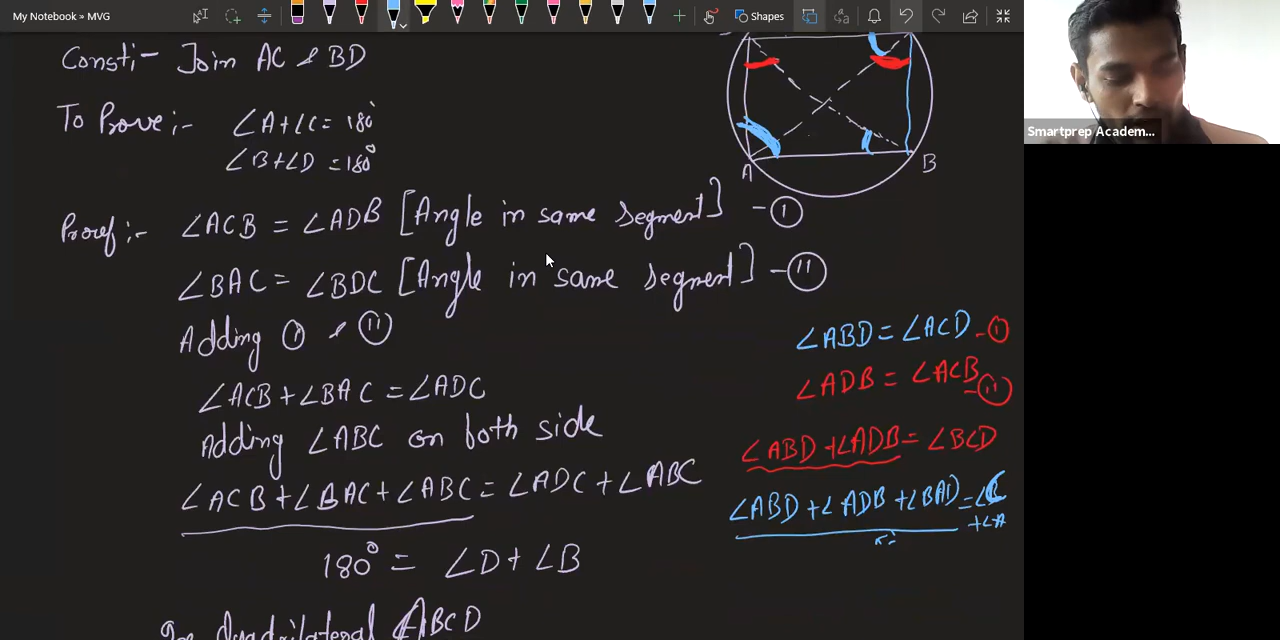 My Notebook » MVG
Shapes
Const:- Join AC & BD
To Prove:- ∠A+∠C=180°
∠B+∠D=180°
A
B
Smartprep Academ...
Proof:- ∠ACB = ∠ADB [Angle in same segment] -①
∠BAC = ∠BDC [Angle in same segment] -⑪
Adding ① & ⑪
∠ACB+∠BAC=∠ADC
Adding ∠ABC on both side
∠ACB+∠BAC+∠ABC=∠ADC+∠ABC
180° = ∠D+∠B
Quadrilateral ABCD
∠ABD=∠ACD -①
∠ADB=∠ACB -⑪
∠ABD+∠ADB=∠BCD
∠ABD+∠ADB+∠BAD=∠C
+∠A